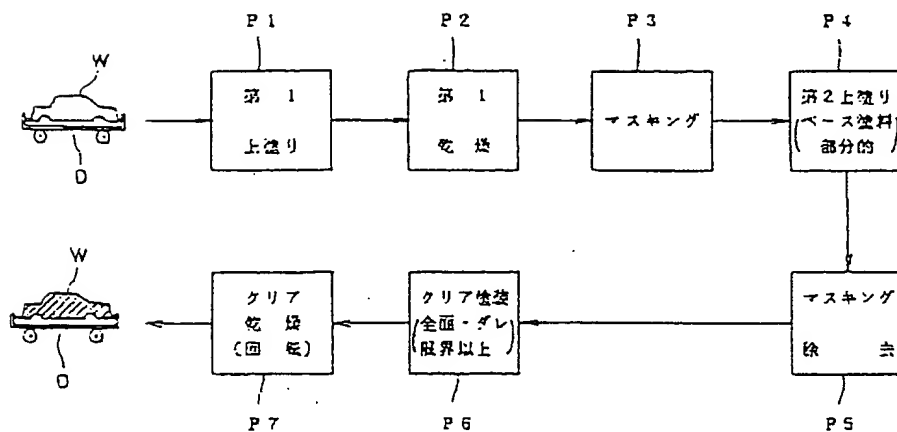 P1
P2
P3
P4
W
第1
上塗り
第1
乾燥
マスキング
第2上塗り
(ベース塗料
部分的)
D
W
クリア
乾燥
(回転)
クリア塗装
(全面・ダレ
限界以上)
マスキング
除去
D
P7
P6
P5